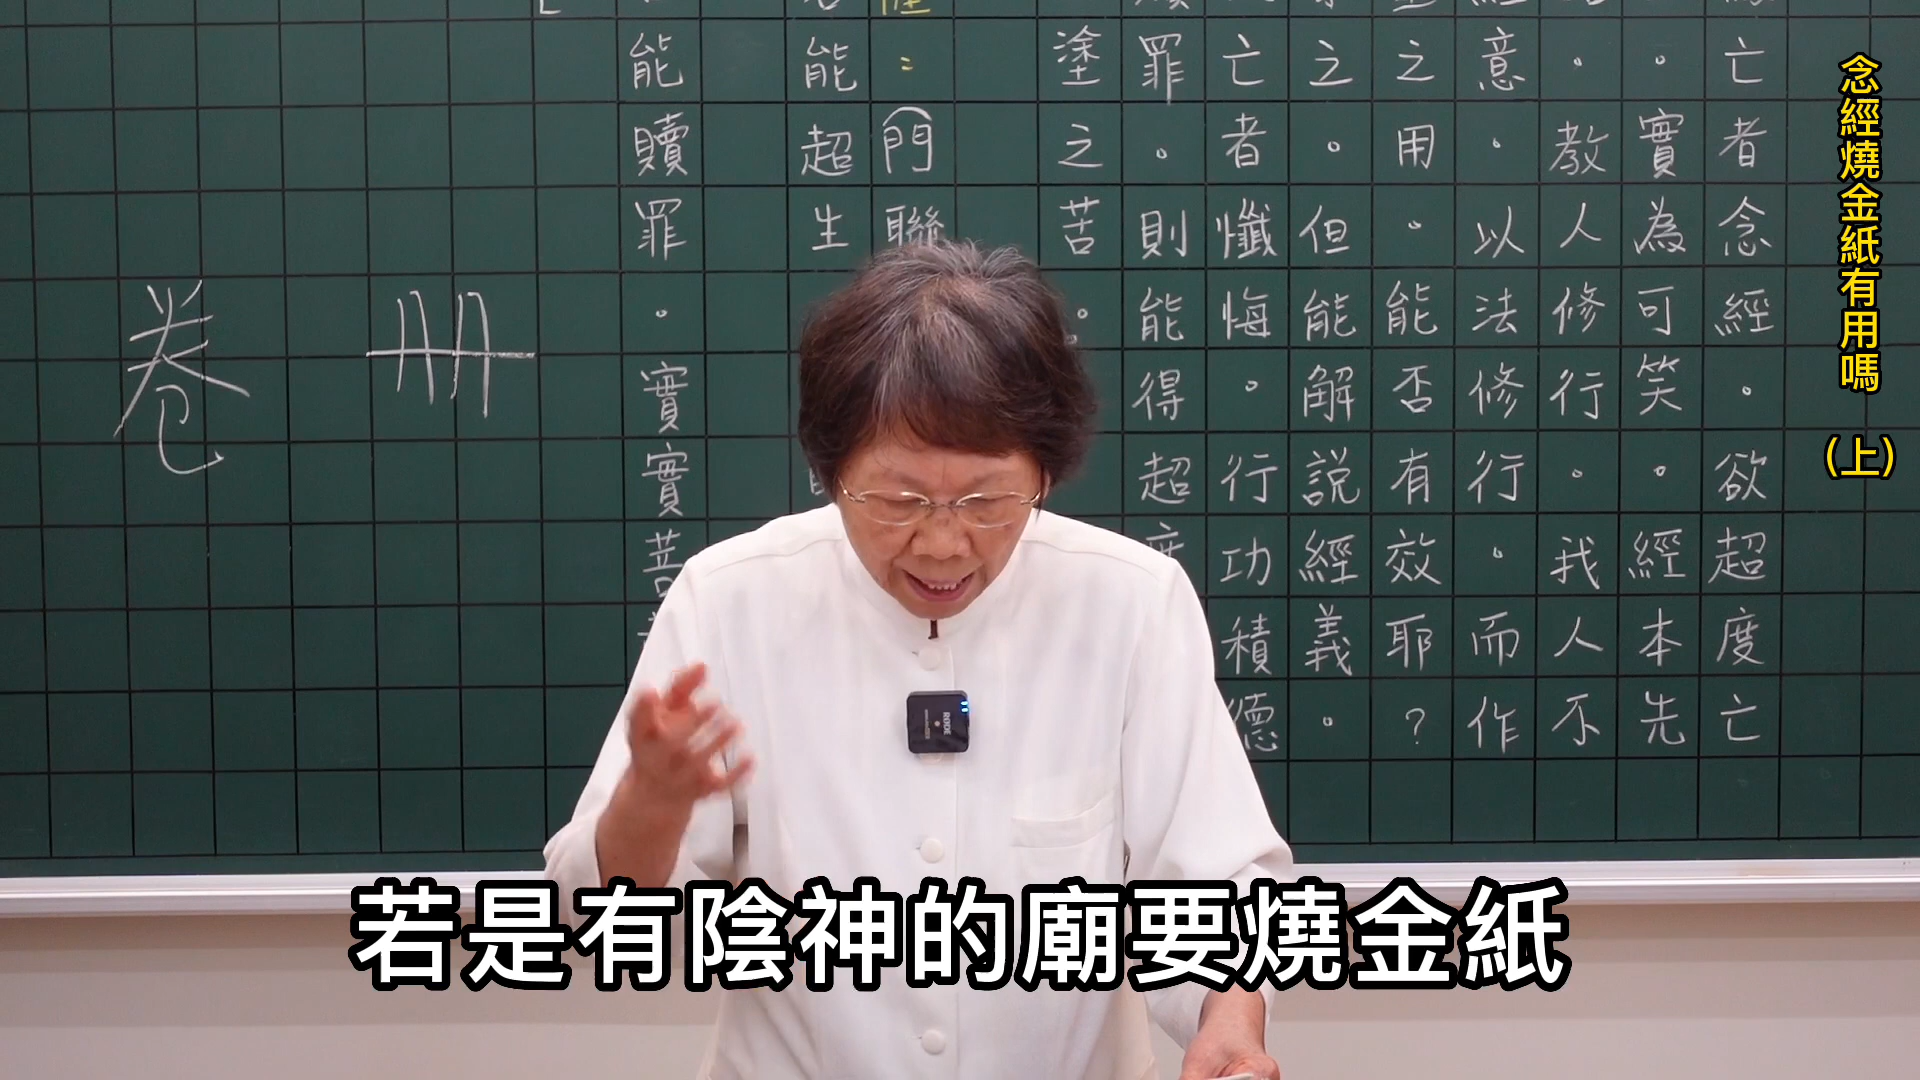 念經燒金紙有用嗎
(上)
亡者念經。欲超度亡
。實為可笑。經本先
。教人修行。我人不
意。以法修行。而作
之用。能否有效耶?
之。但能解說經義。
亡者懺悔。行功積德
罪。則能得超
塗之苦。
:(門聯
能超生
能贖罪。實實菩
冊
卷
RODE
若是有陰神的廟要燒金紙